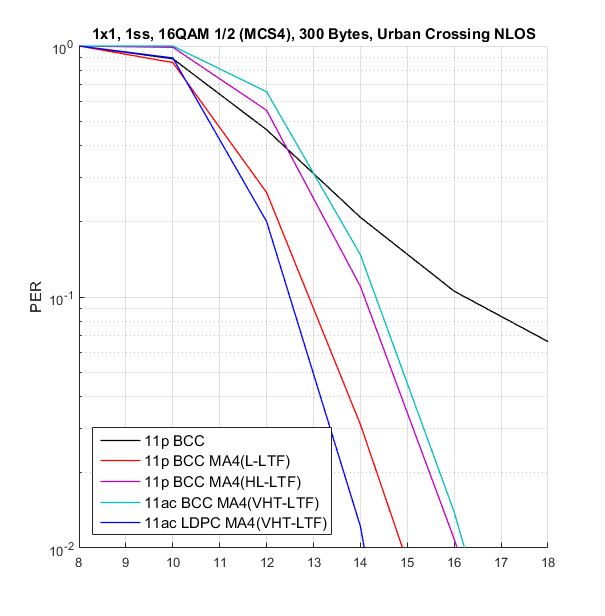 1x1, 1ss, 16QAM 1/2 (MCS4), 300 Bytes, Urban Crossing NLOS
10^0
10^-1
10^-2
PER
11p BCC
11p BCC MA4(L-LTF)
11p BCC MA4(HL-LTF)
11ac BCC MA4(VHT-LTF)
11ac LDPC MA4(VHT-LTF)
8 9 10 11 12 13 14 15 16 17 18